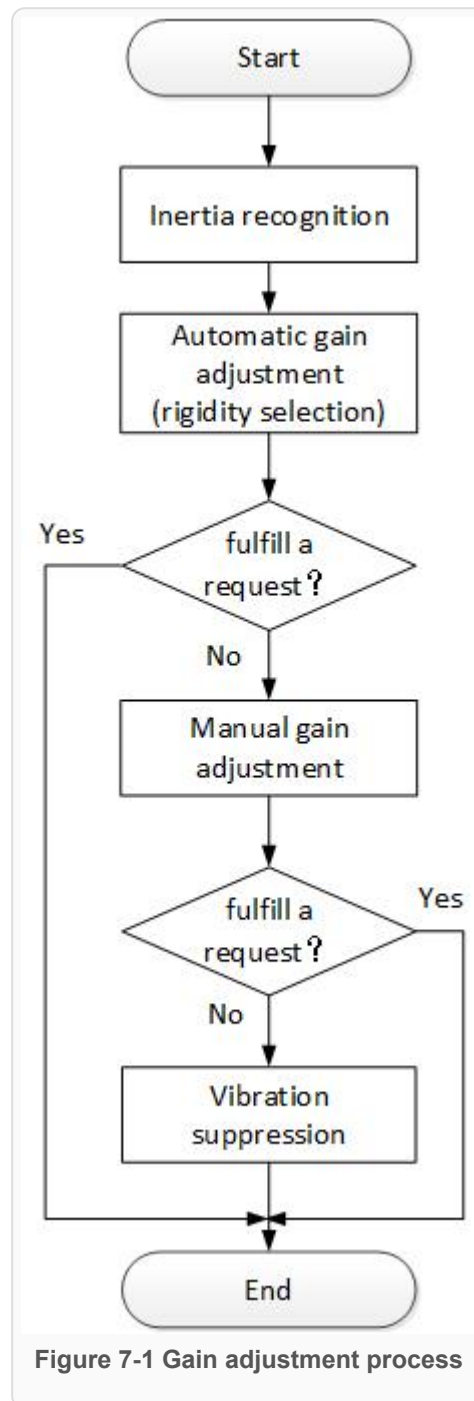 Start
Inertia recognition
Automatic gain
adjustment
(rigidity selection)
Yes
fulfill a
request?
No
Manual gain
adjustment
Yes
fulfill a
request?
No
Vibration
suppression
End
Figure 7-1 Gain adjustment process